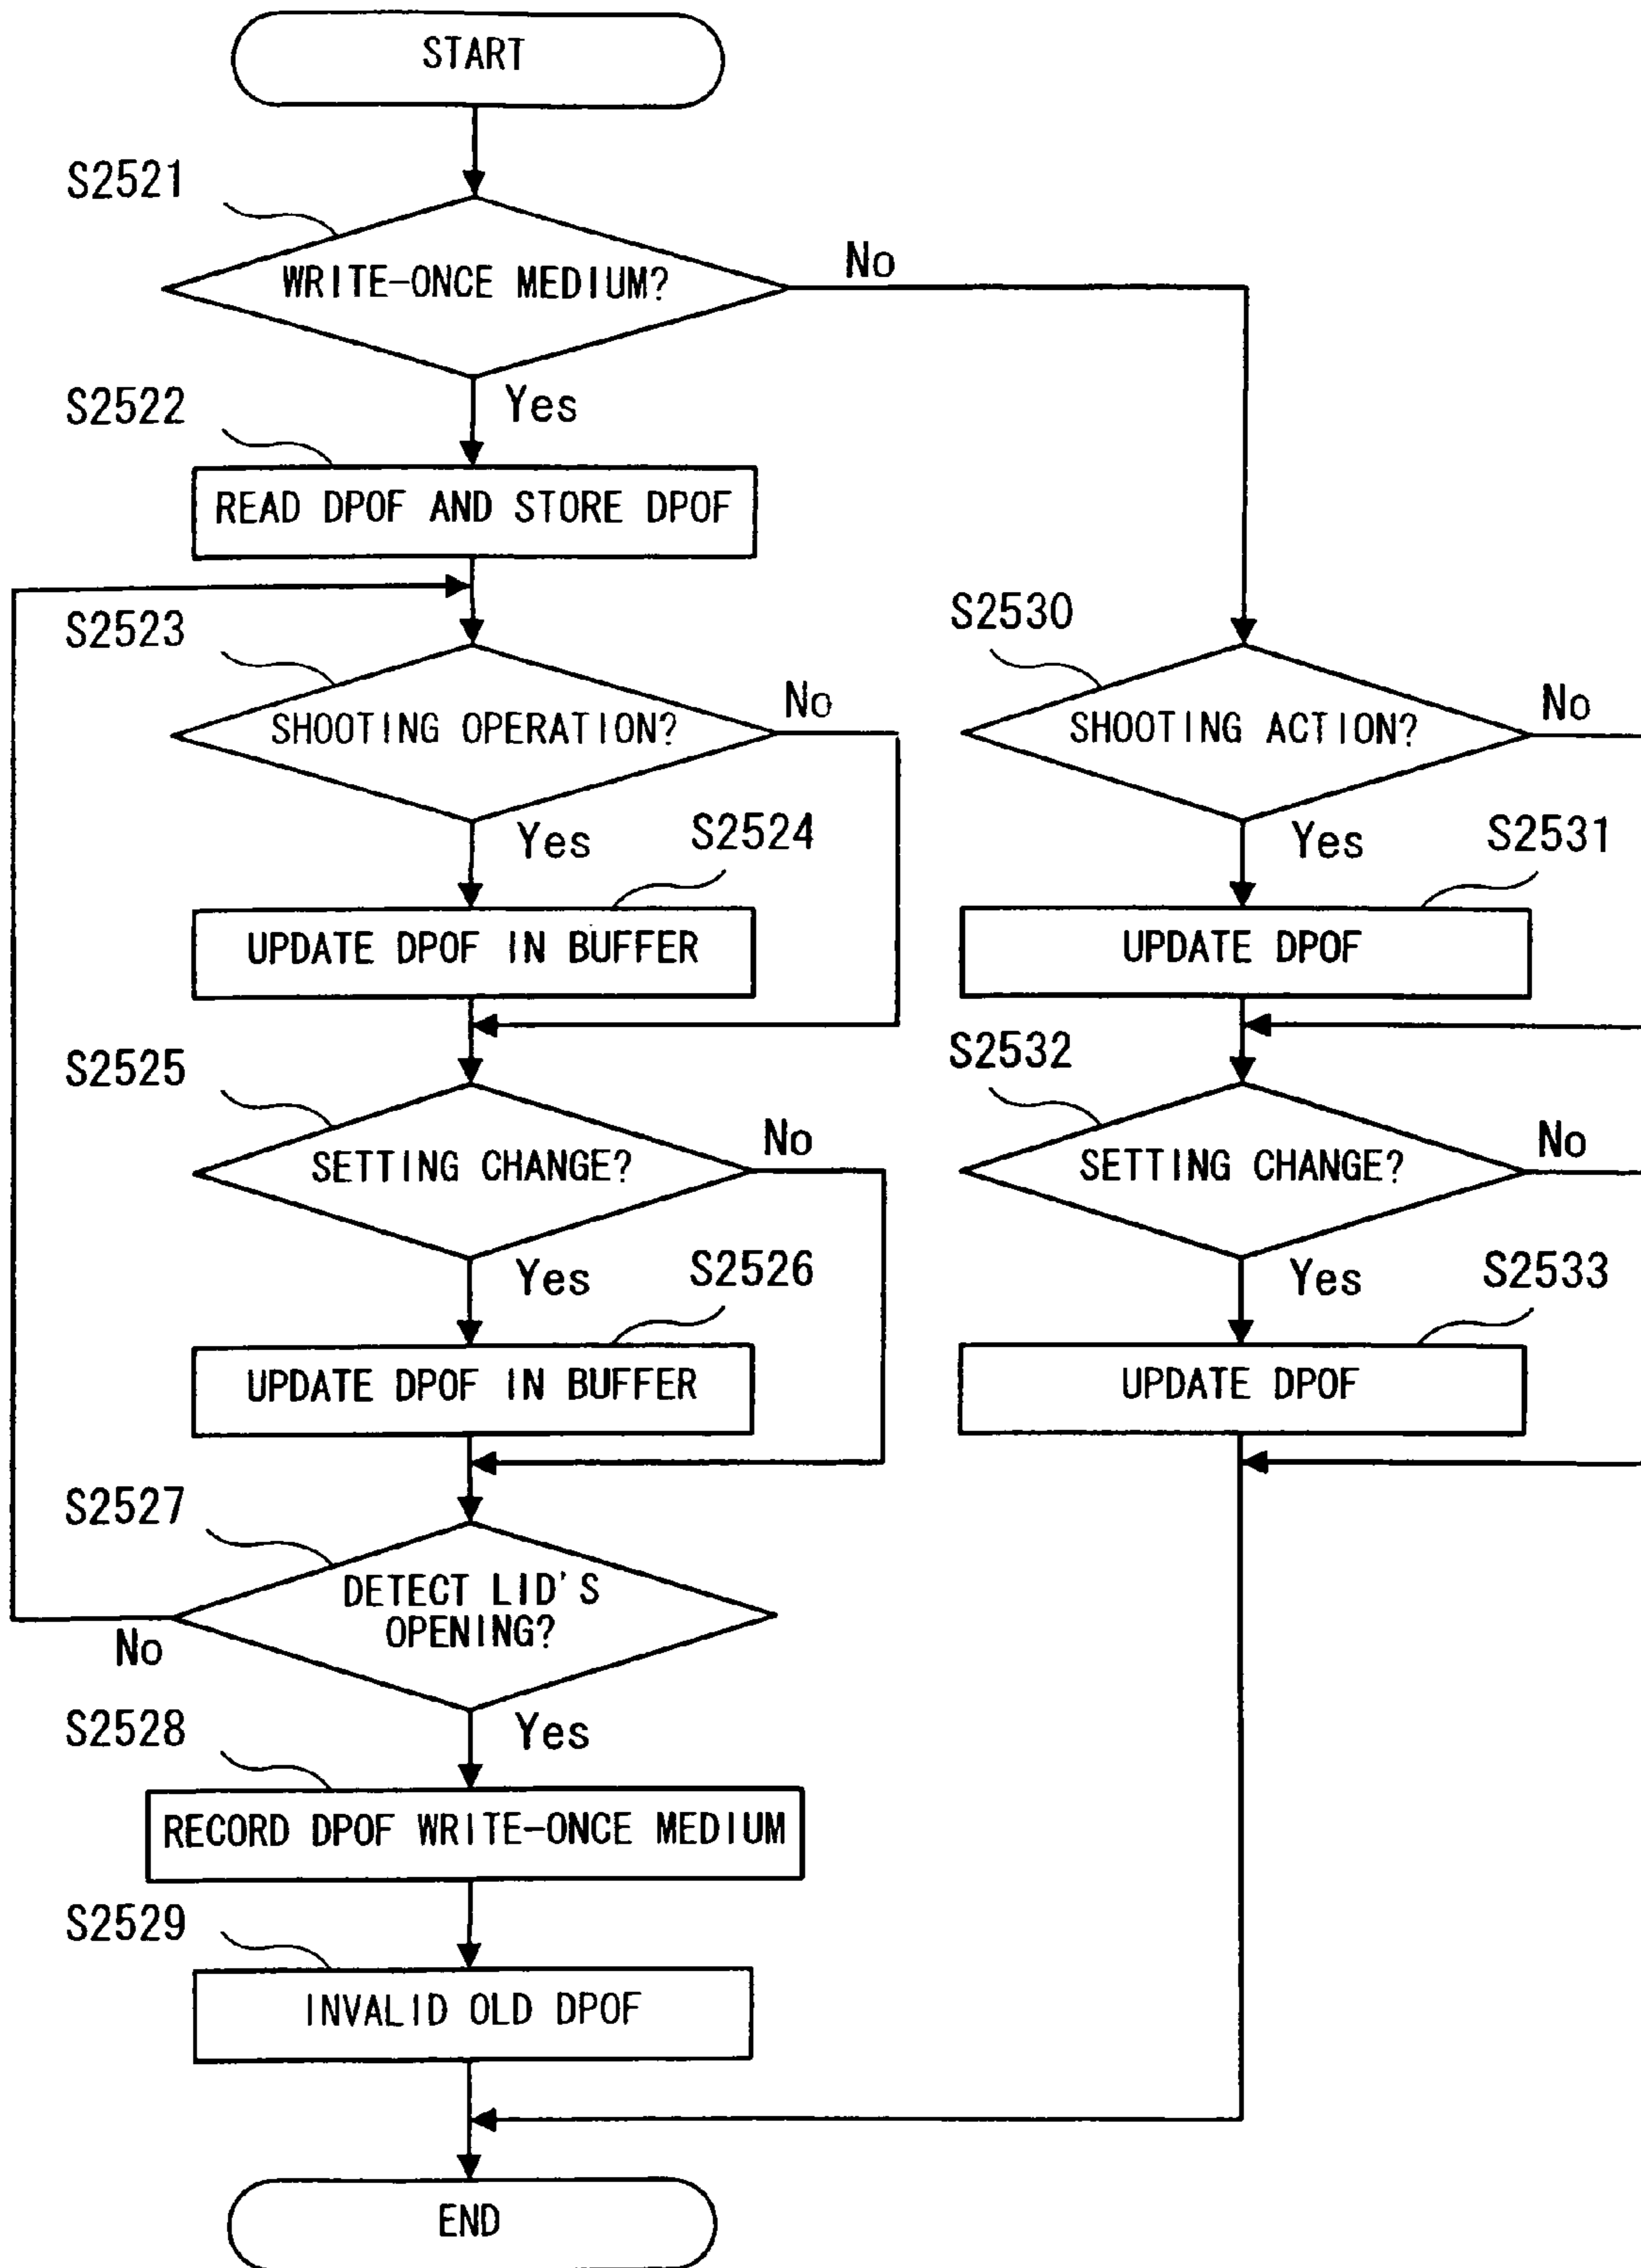 START
S2521
WRITE-ONCE MEDIUM?
No
Yes
S2522
READ DPOF AND STORE DPOF
S2523
SHOOTING OPERATION?
No
Yes
S2524
UPDATE DPOF IN BUFFER
S2525
SETTING CHANGE?
No
Yes
S2526
UPDATE DPOF IN BUFFER
S2527
DETECT LID'S
OPENING?
No
Yes
S2528
RECORD DPOF WRITE-ONCE MEDIUM
S2529
INVALID OLD DPOF
S2530
SHOOTING ACTION?
No
Yes
S2531
UPDATE DPOF
S2532
SETTING CHANGE?
No
Yes
S2533
UPDATE DPOF
END